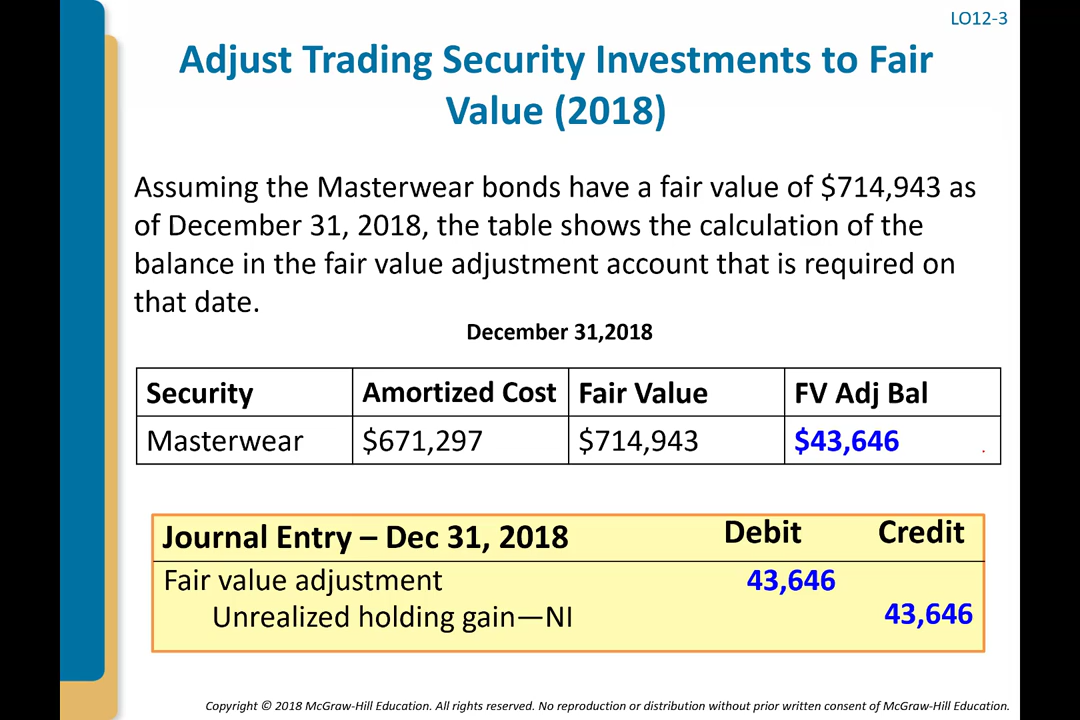 LO12-3
Adjust Trading Security Investments to Fair
Value (2018)
Assuming the Masterwear bonds have a fair value of $714,943 as
of December 31, 2018, the table shows the calculation of the
balance in the fair value adjustment account that is required on
that date.
December 31,2018
Security Amortized Cost Fair Value FV Adj Bal
Masterwear $671,297 $714,943 $43,646
Journal Entry – Dec 31, 2018 Debit Credit
Fair value adjustment 43,646
Unrealized holding gain—NI 43,646
Copyright © 2018 McGraw-Hill Education. All rights reserved. No reproduction or distribution without prior written consent of McGraw-Hill Education.